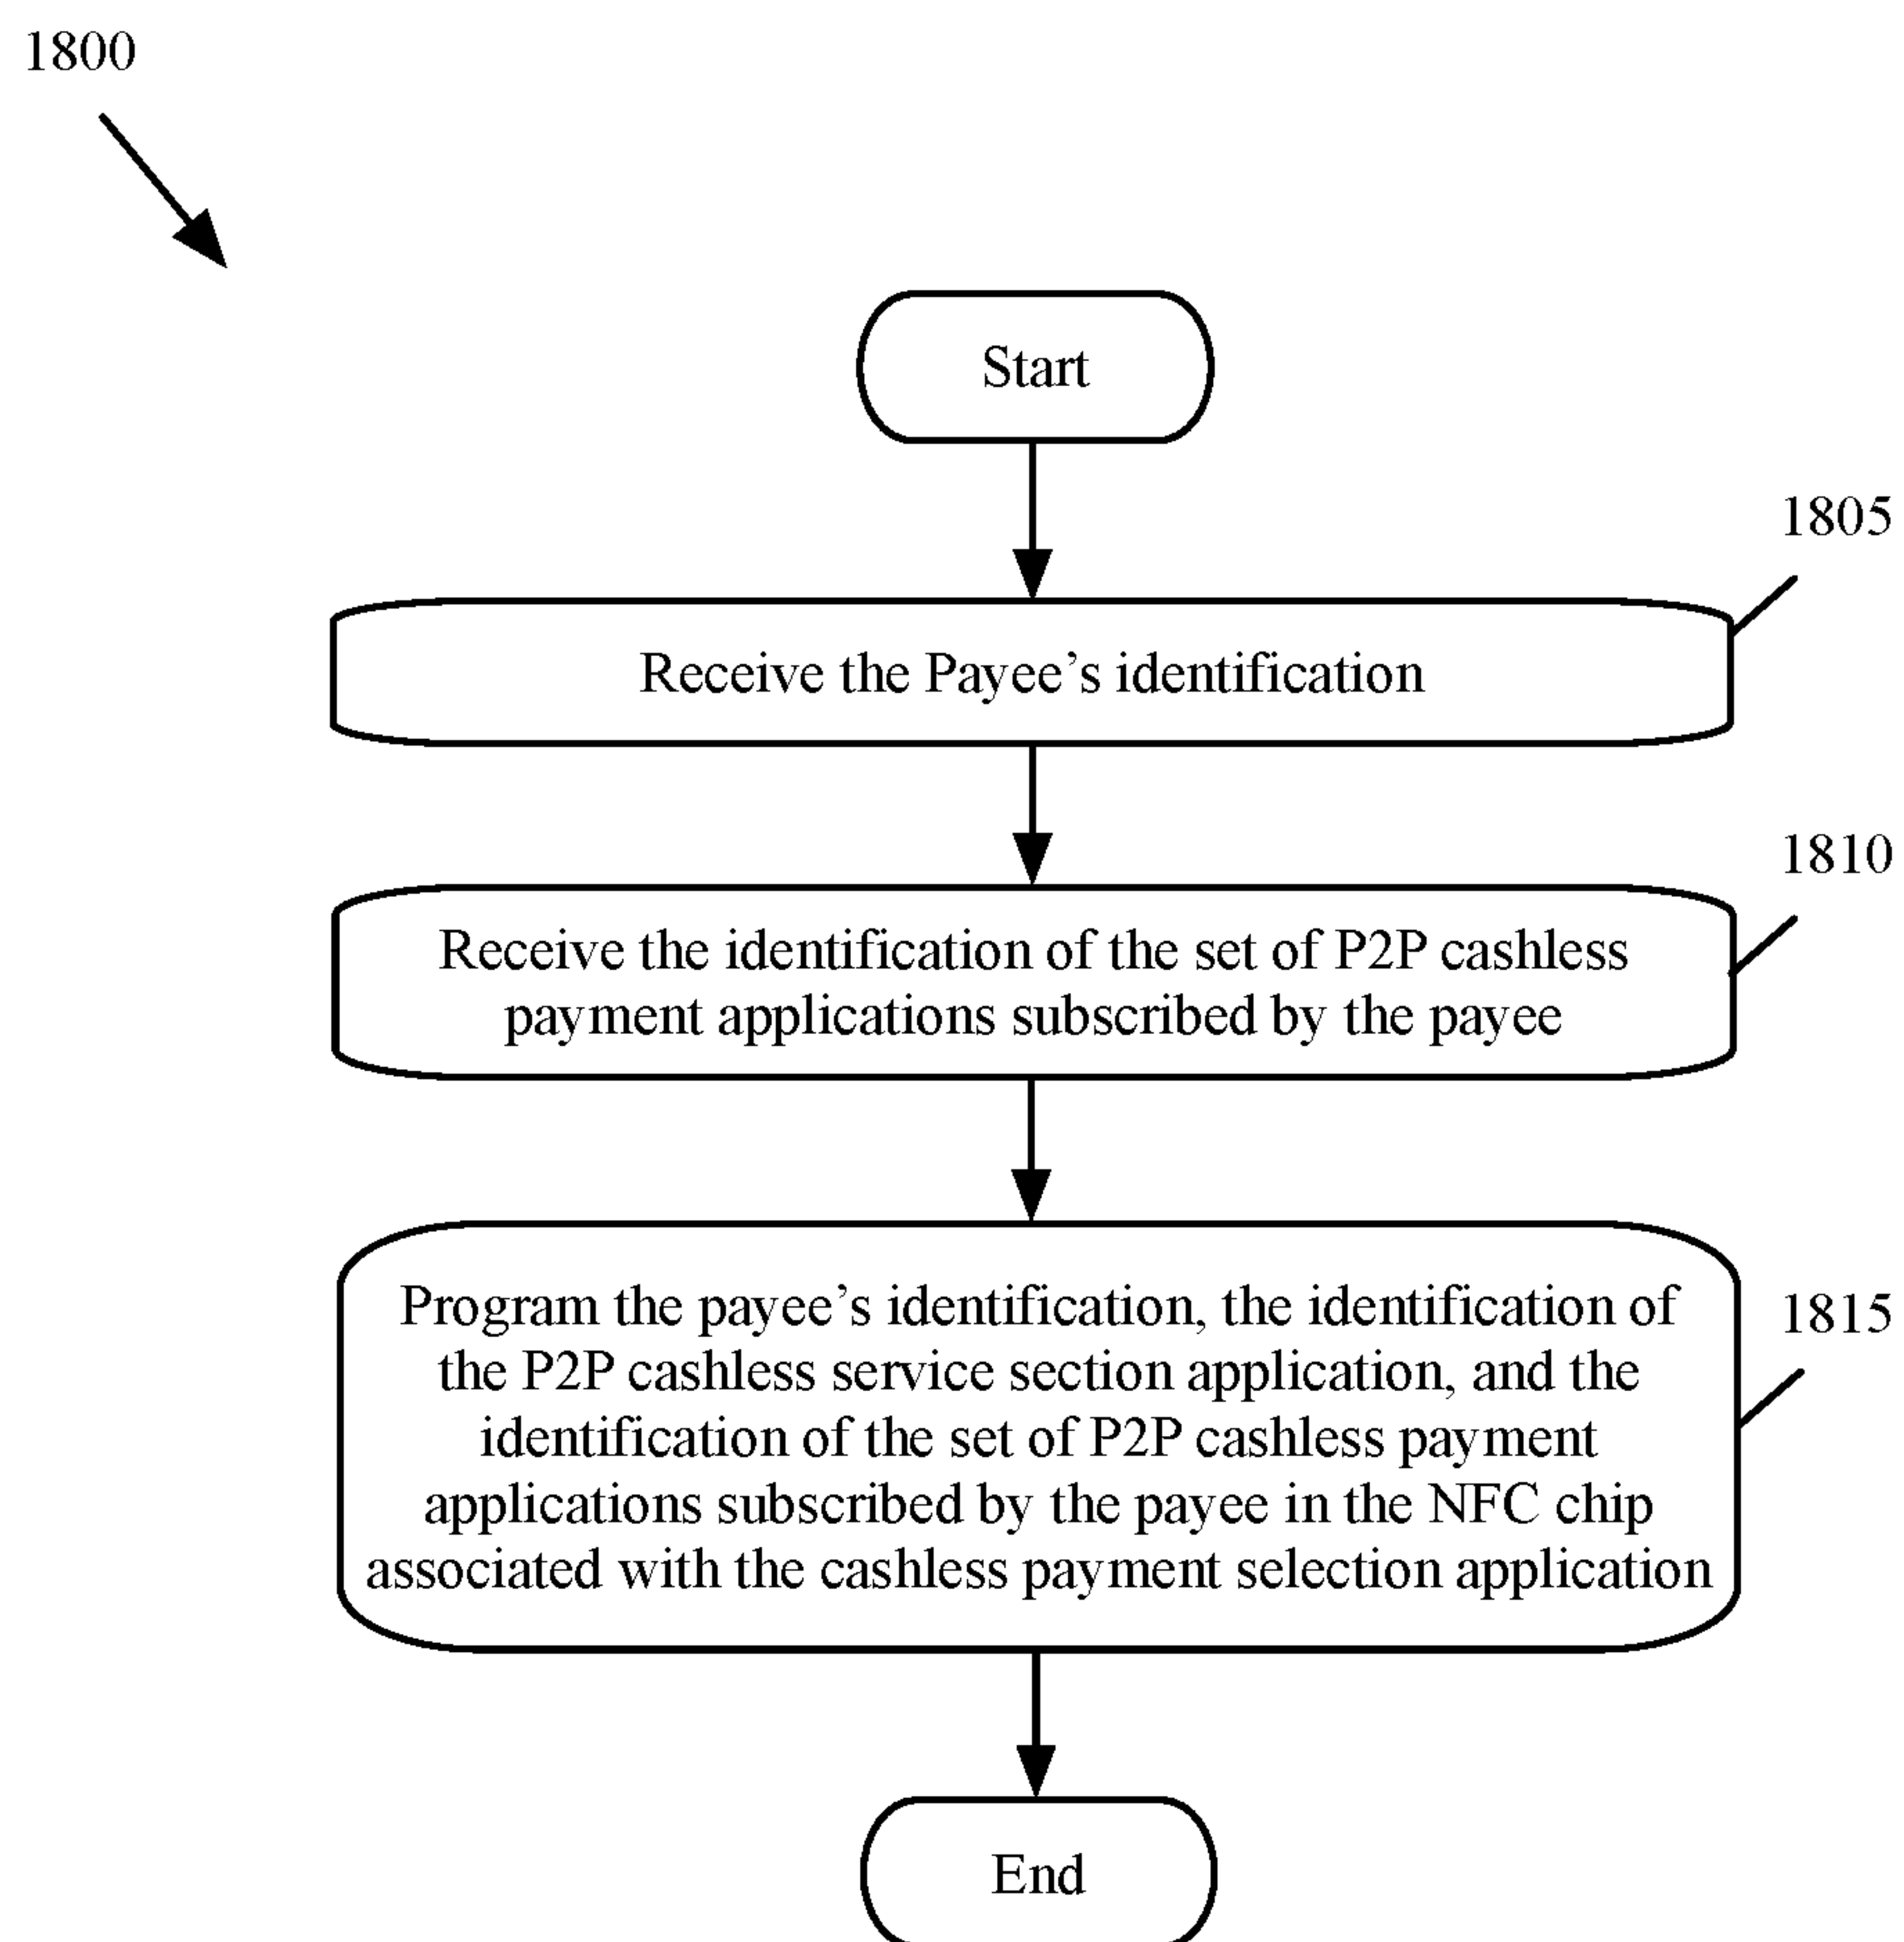 1800
Start
1805
Receive the Payee’s identification
1810
Receive the identification of the set of P2P cashless
payment applications subscribed by the payee
Program the payee’s identification, the identification of
the P2P cashless service section application, and the
1815
identification of the set of P2P cashless payment
applications subscribed by the payee in the NFC chip
associated with the cashless payment selection application
End